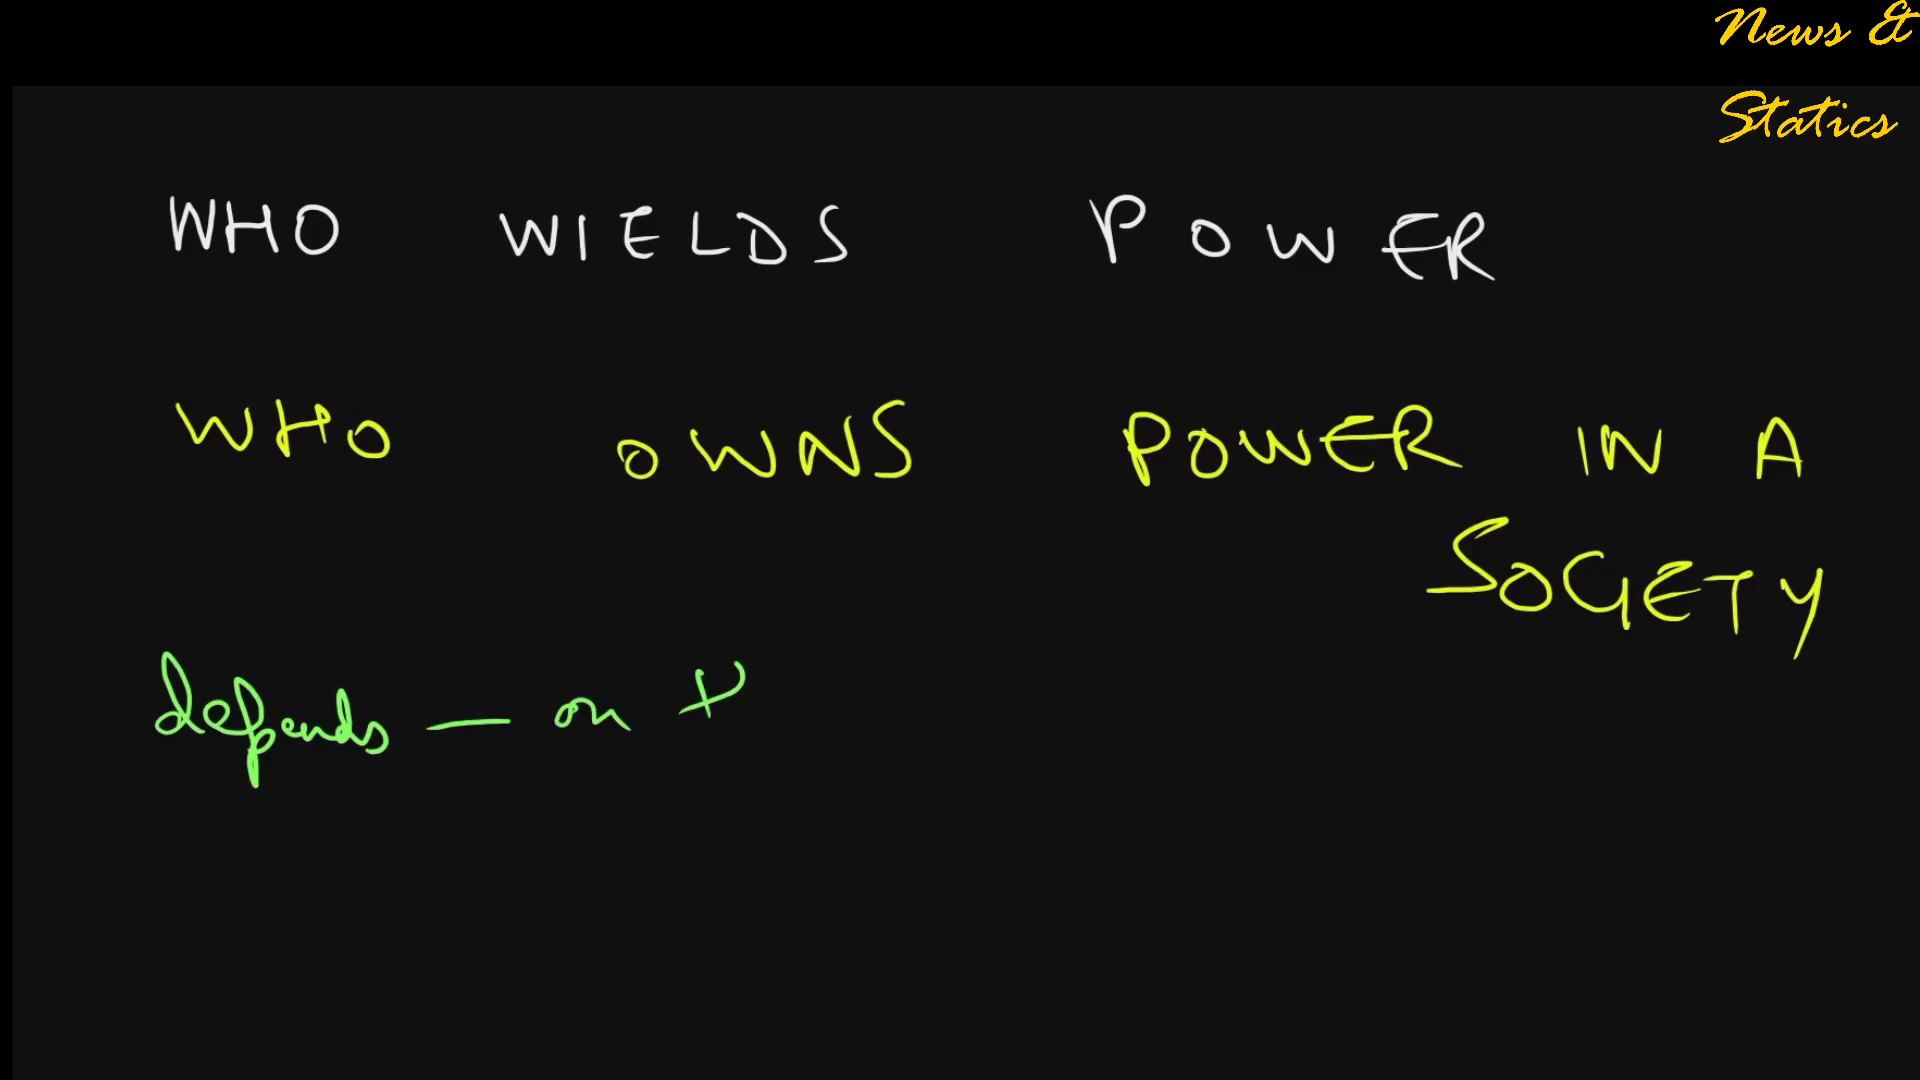 News &
Statics
WHO WIELDS POWER
WHO OWNS POWER IN A
SOCIETY
depends — on